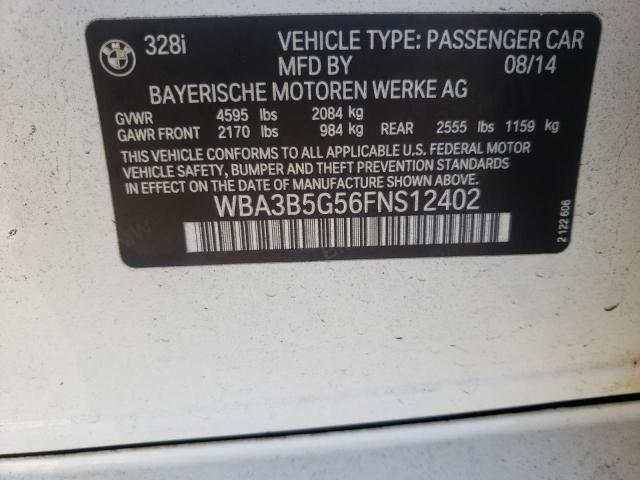 328i VEHICLE TYPE: PASSENGER CAR
MFD BY 08/14
BAYERISCHE MOTOREN WERKE AG
GVWR 4595 lbs 2084 kg
GAWR FRONT 2170 lbs 984 kg REAR 2555 lbs 1159 kg
THIS VEHICLE CONFORMS TO ALL APPLICABLE U.S. FEDERAL MOTOR
VEHICLE SAFETY, BUMPER AND THEFT PREVENTION STANDARDS
IN EFFECT ON THE DATE OF MANUFACTURE SHOWN ABOVE.
WBA3B5G56FNS12402
2 122 606